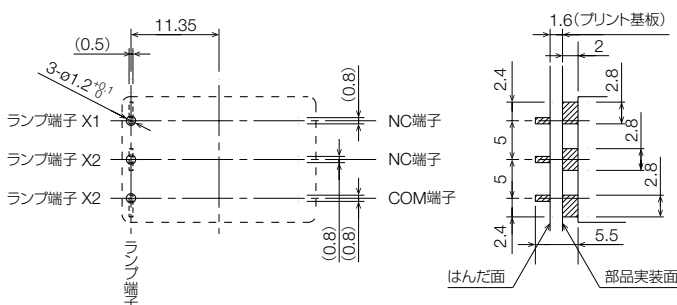 11.35
(0.5)
3-ø1.2+0.1 0
(0.8)
ランプ端子 X1
NC端子
ランプ端子 X2
NC端子
ランプ端子 X2
COM端子
(0.8)
(0.8)
ランプ端子
1.6(プリント基板)
2
2.4
2.8
5
2.8
5
2.8
2.4
5.5
はんだ面
部品実装面